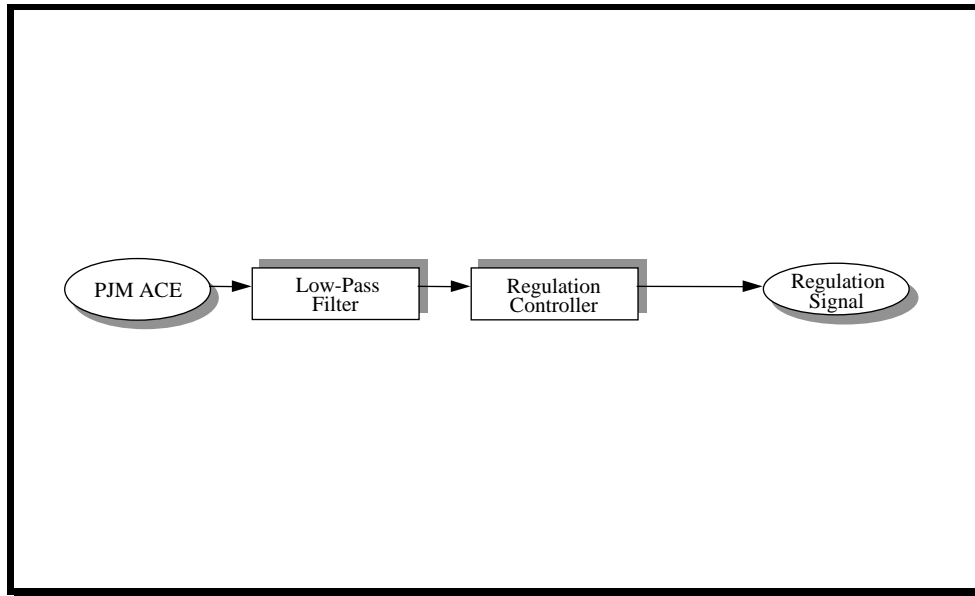 PJM ACE
Low-Pass
Filter
Regulation
Controller
Regulation
Signal